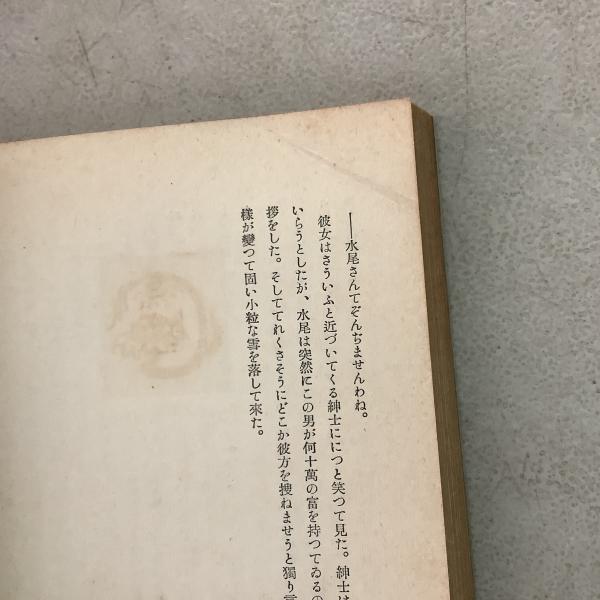 ――水尾さんてぞんぢませんわね。
彼女はさういふと近づいてくる紳士ににつと笑つて見た。紳士は
いらうとしたが、水尾は突然にこの男が何十萬の富を持つてゐるの
拶をした。そしててれくさそうにどこか彼方を搜ねませうと獨り言
樣が變つて固い小粒な雪を落して來た。